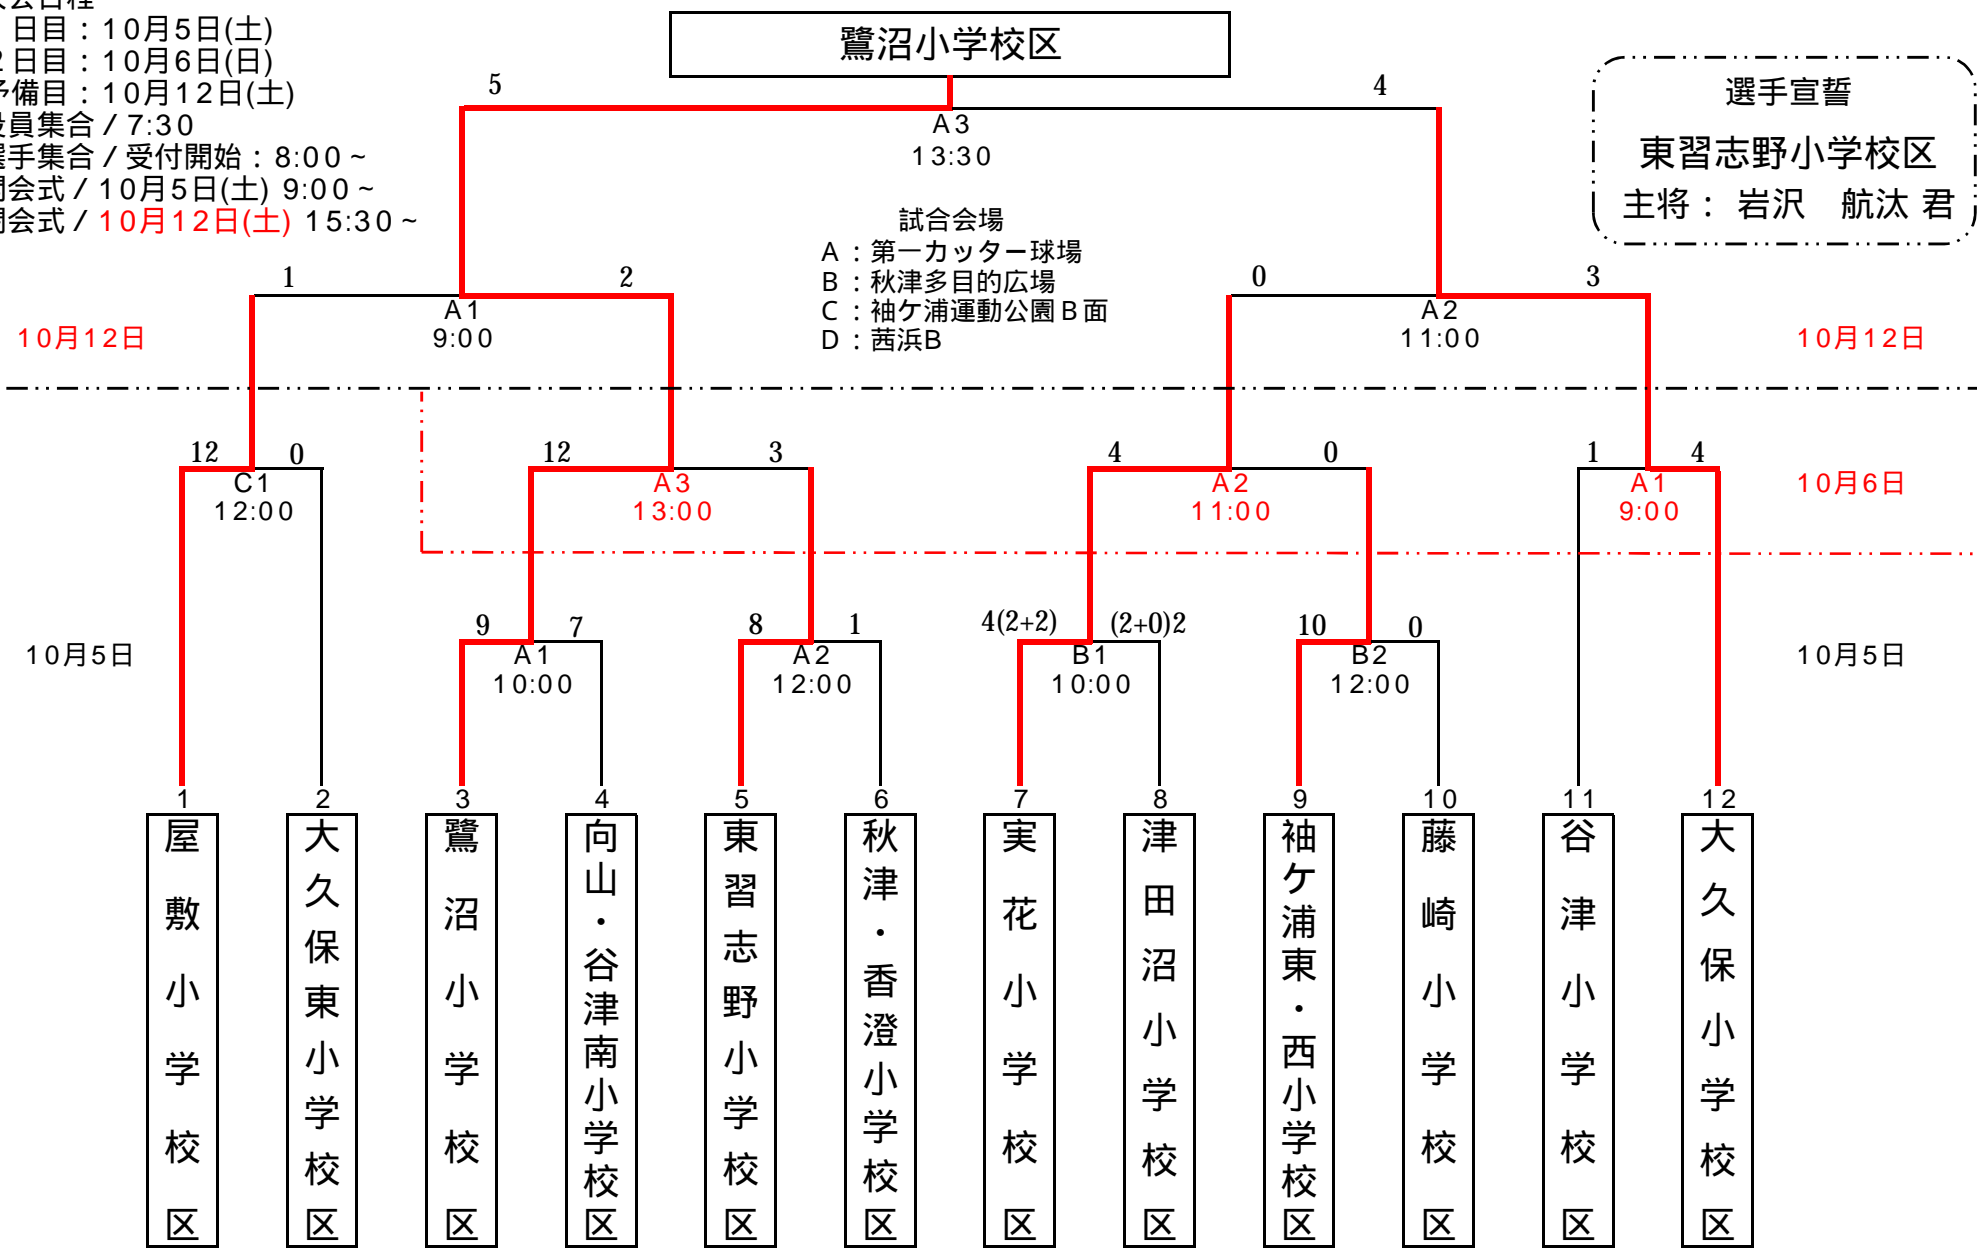 日目：10月5日(土)
2日目：10月6日(日)
予備日：10月12日(土)
役員集合 / 7:30
選手集合 / 受付開始：8:00～
開会式 / 10月5日(土) 9:00～
閉会式 / 10月12日(土) 15:30～
鷺沼小学校区
選手宣誓
東習志野小学校区
主将： 岩沢　航汰 君
5
4
A3
13:30
試合会場
A：第一カッター球場
B：秋津多目的広場
C：袖ケ浦運動公園Ｂ面
D：茜浜B
1
2
A1
9:00
0
3
A2
11:00
10月12日
10月12日
12
0
C1
12:00
12
3
A3
13:00
4
0
A2
11:00
1
4
A1
9:00
10月6日
10月5日
9
7
A1
10:00
8
1
A2
12:00
4(2+2)
(2+0)2
B1
10:00
10
0
B2
12:00
10月5日
1
屋敷小学校区
2
大久保東小学校区
3
鷺沼小学校区
4
向山・谷津南小学校区
5
東習志野小学校区
6
秋津・香澄小学校区
7
実花小学校区
8
津田沼小学校区
9
袖ケ浦東・西小学校区
10
藤崎小学校区
11
谷津小学校区
12
大久保小学校区